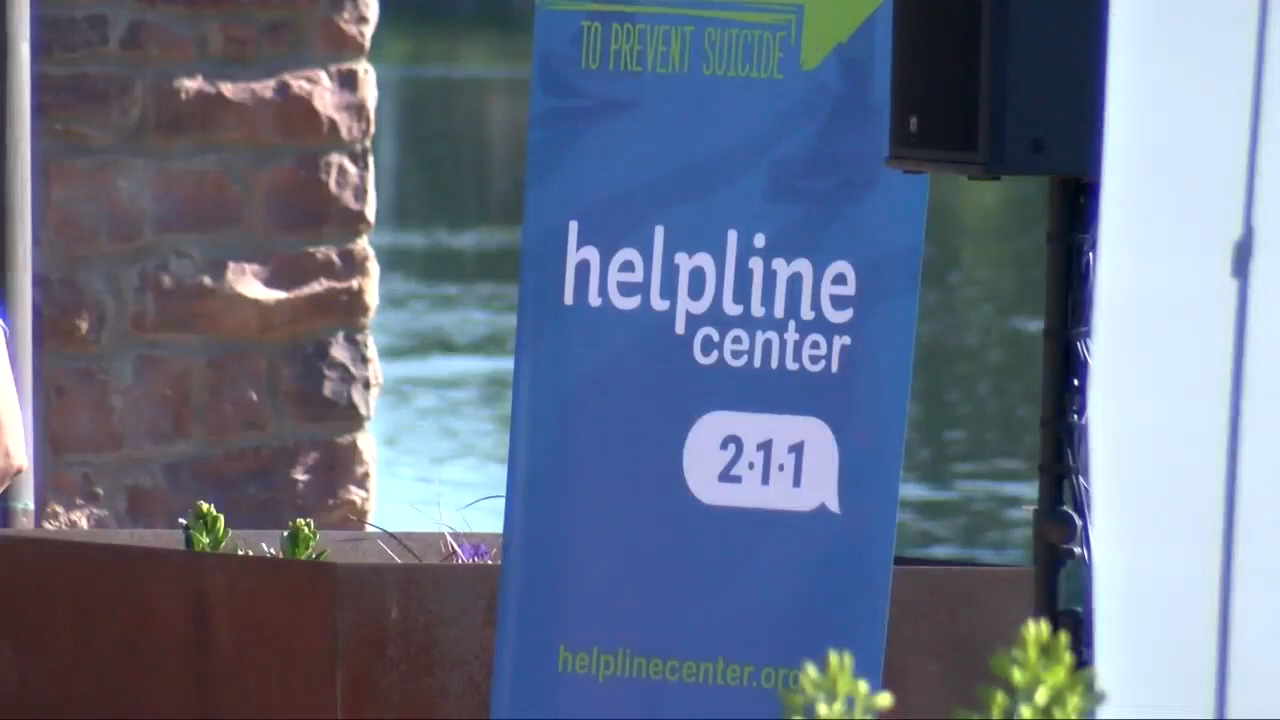 TO PREVENT SUICIDE
helpline
center
2·1·1
helplinecenter.org